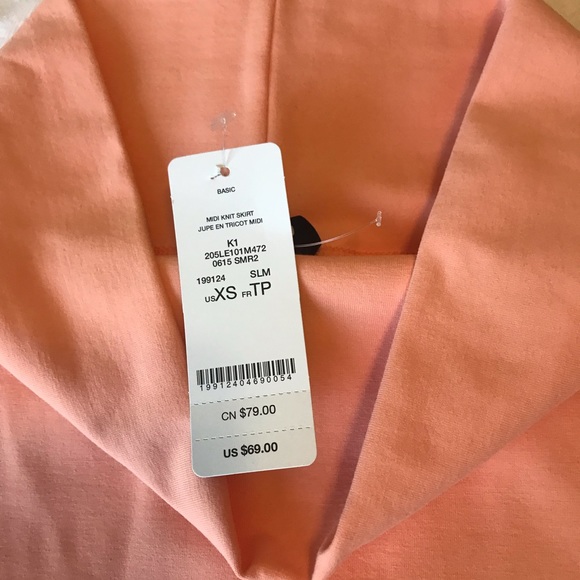 BASIC
MIDI KNIT SKIRT
JUPE EN TRICOT MIDI
K1
205LE101M472
0615 SMR2
199124 SLM
US XS FR TP
19912404690054
CN $79.00
US $69.00